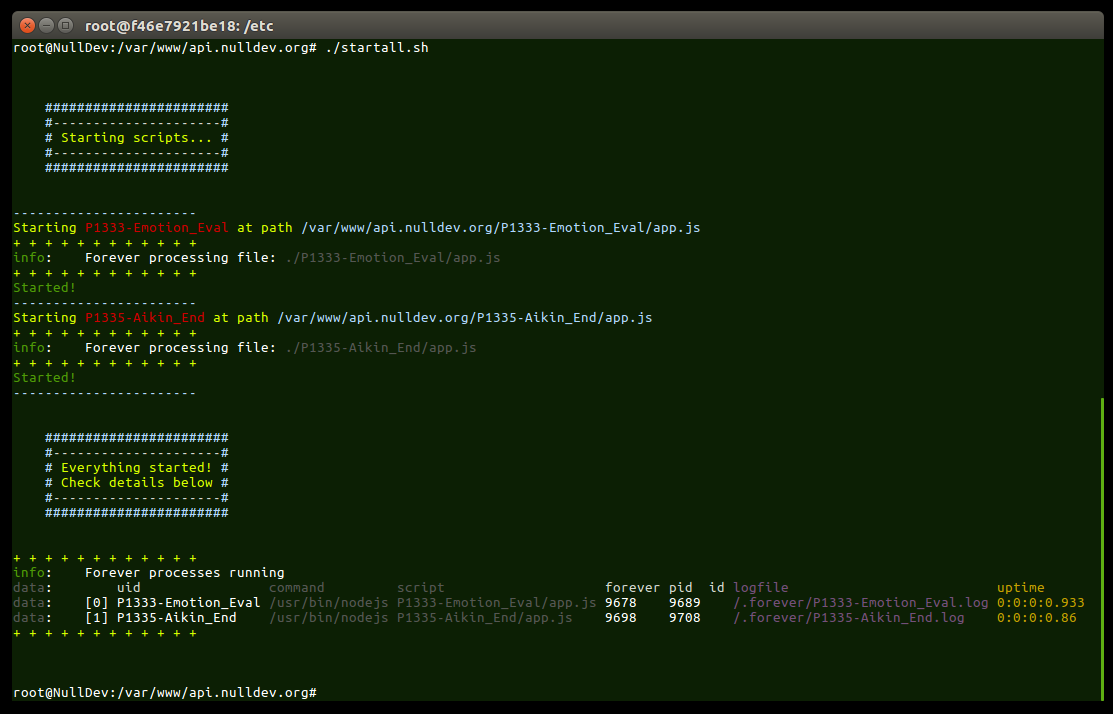 root@f46e7921be18: /etc
root@NullDev:/var/www/api.nulldev.org# ./startall.sh
#######################
#---------------------#
# Starting scripts... #
#---------------------#
#######################
-----------------------
Starting P1333-Emotion_Eval at path /var/www/api.nulldev.org/P1333-Emotion_Eval/app.js
+ + + + + + + + + + + +
info:    Forever processing file: ./P1333-Emotion_Eval/app.js
+ + + + + + + + + + + +
Started!
-----------------------
Starting P1335-Aikin_End at path /var/www/api.nulldev.org/P1335-Aikin_End/app.js
+ + + + + + + + + + + +
info:    Forever processing file: ./P1335-Aikin_End/app.js
+ + + + + + + + + + + +
Started!
-----------------------
#######################
#---------------------#
# Everything started! #
# Check details below #
#---------------------#
#######################
+ + + + + + + + + + + +
info:    Forever processes running
data:        uid                command         script                    forever pid  id logfile                          uptime
data:    [0] P1333-Emotion_Eval /usr/bin/nodejs P1333-Emotion_Eval/app.js 9678    9689    /.forever/P1333-Emotion_Eval.log 0:0:0:0.933
data:    [1] P1335-Aikin_End    /usr/bin/nodejs P1335-Aikin_End/app.js    9698    9708    /.forever/P1335-Aikin_End.log    0:0:0:0.86
+ + + + + + + + + + + +
root@NullDev:/var/www/api.nulldev.org#